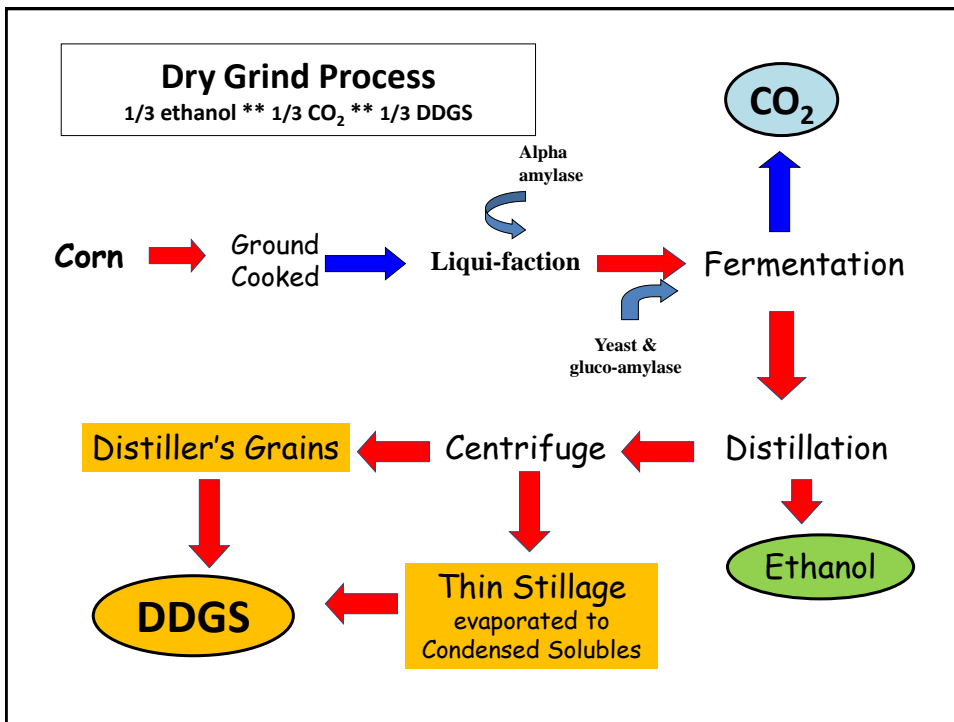 Dry Grind Process
1/3 ethanol ** 1/3 CO₂ ** 1/3 DDGS
CO₂
Alpha
amylase
Corn
Ground
Cooked
Liqui-faction
Fermentation
Yeast &
gluco-amylase
Distiller's Grains
Centrifuge
Distillation
Ethanol
DDGS
Thin Stillage
evaporated to
Condensed Solubles